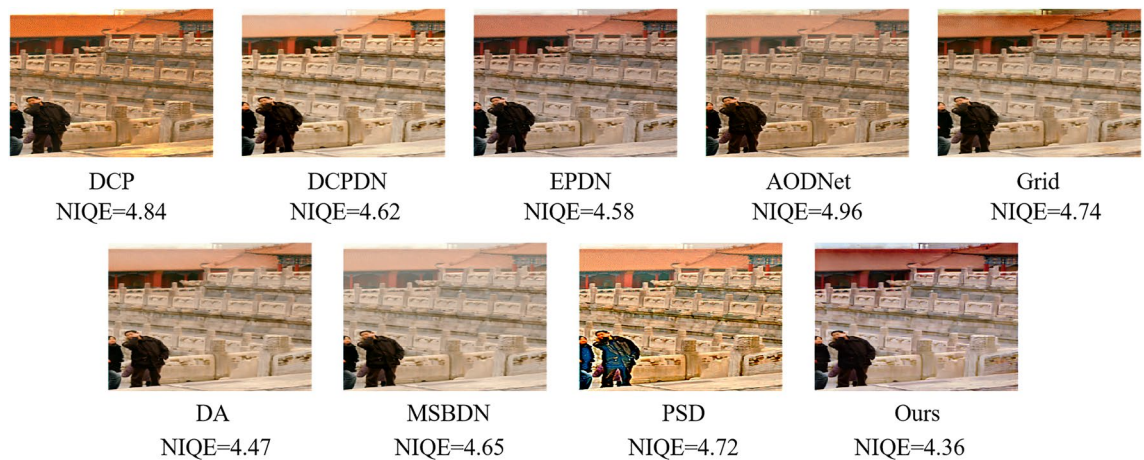 DCP DCPDN EPDN AODNet Grid
NIQE=4.84 NIQE=4.62 NIQE=4.58 NIQE=4.96 NIQE=4.74
DA MSBDN PSD Ours
NIQE=4.47 NIQE=4.65 NIQE=4.72 NIQE=4.36